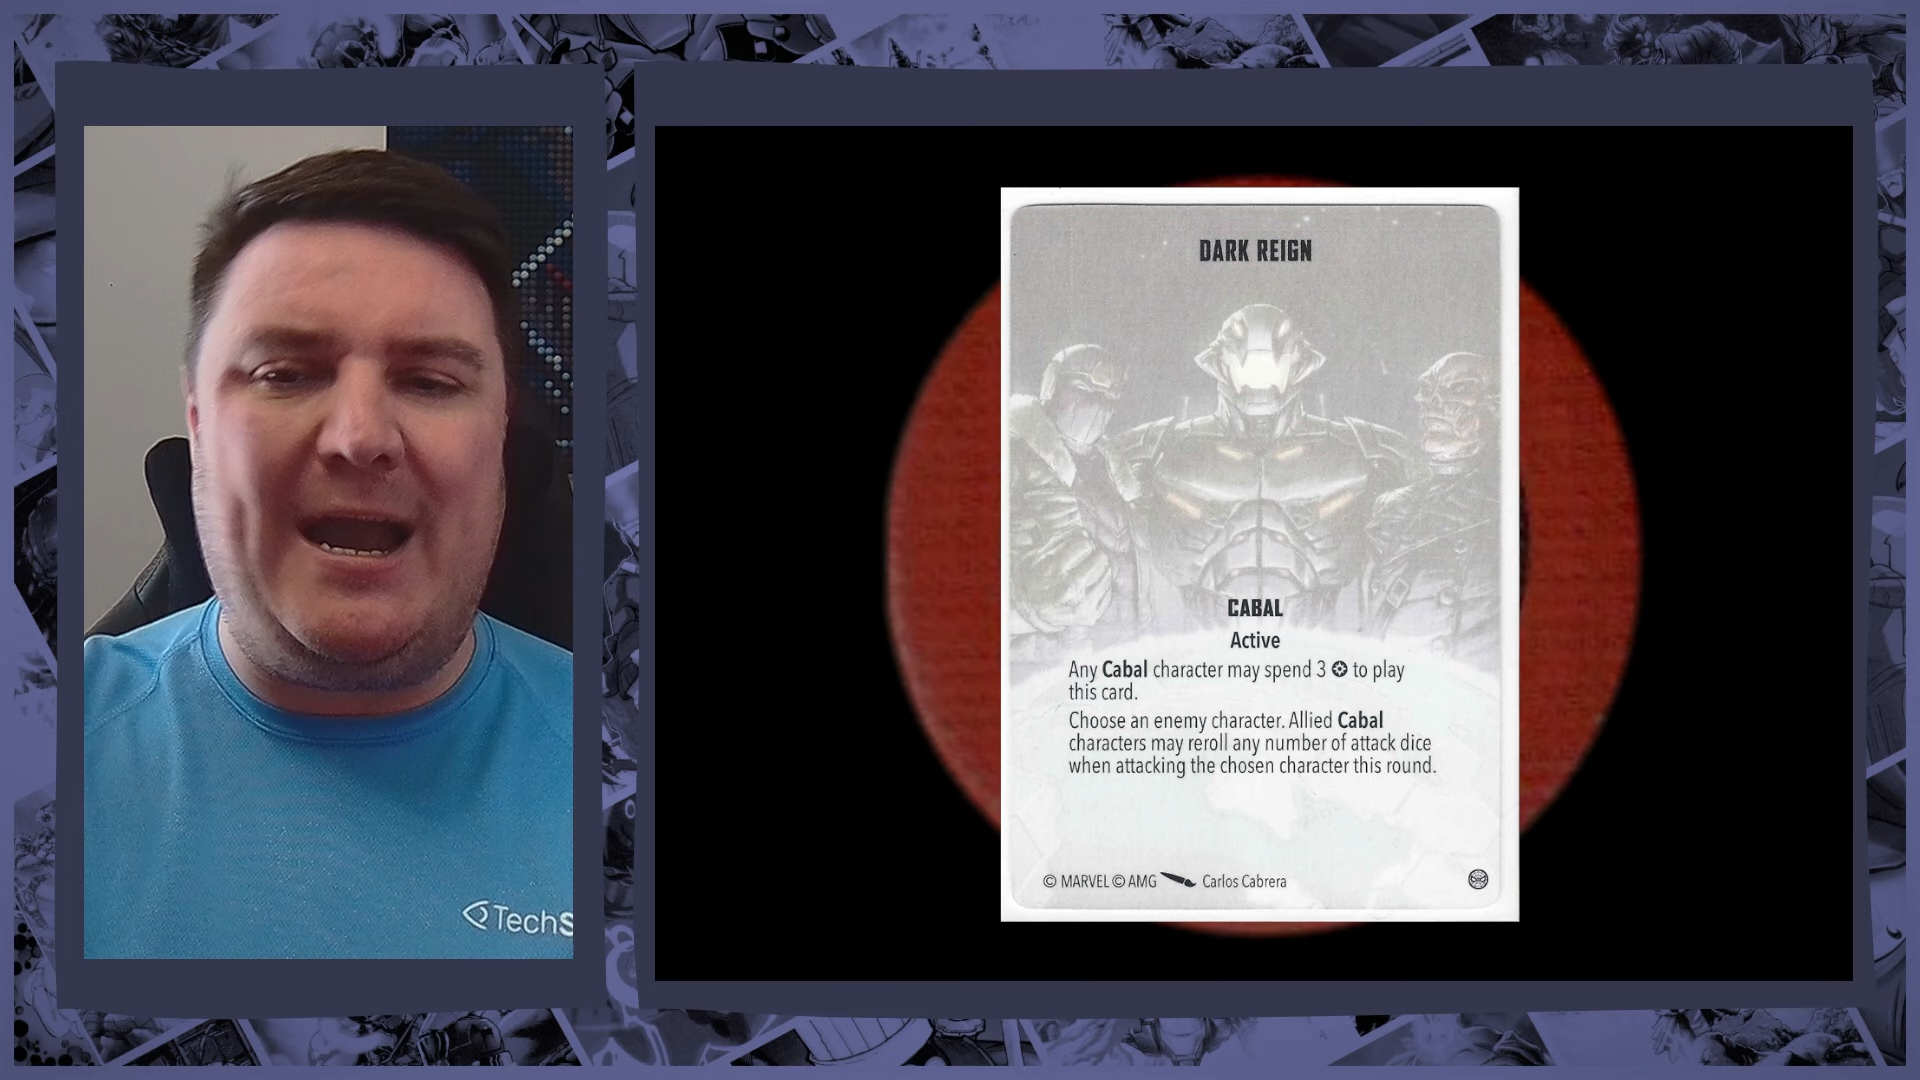 DARK REIGN
CABAL
Active
Any Cabal character may spend 3 to play
this card.
Choose an enemy character. Allied Cabal
characters may reroll any number of attack dice
when attacking the chosen character this round.
© MARVEL © AMG Carlos Cabrera
TechS